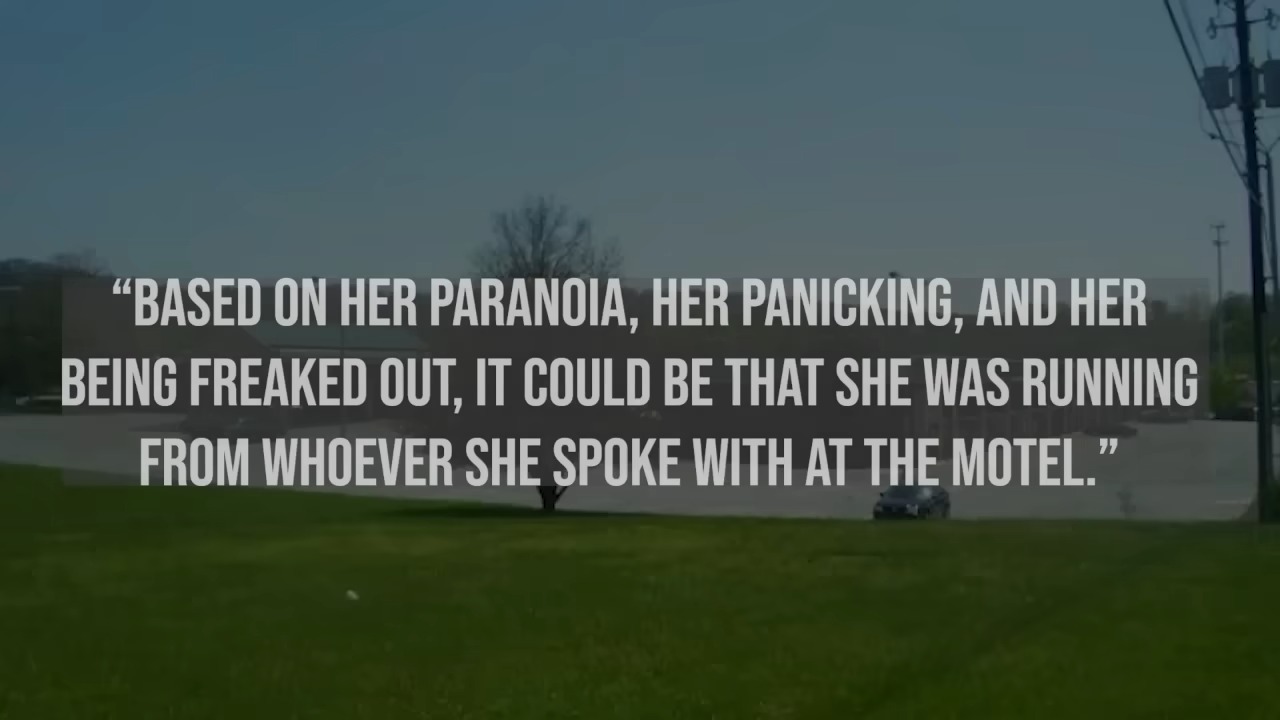 “BASED ON HER PARANOIA, HER PANICKING, AND HER
BEING FREAKED OUT, IT COULD BE THAT SHE WAS RUNNING
FROM WHOEVER SHE SPOKE WITH AT THE MOTEL.”